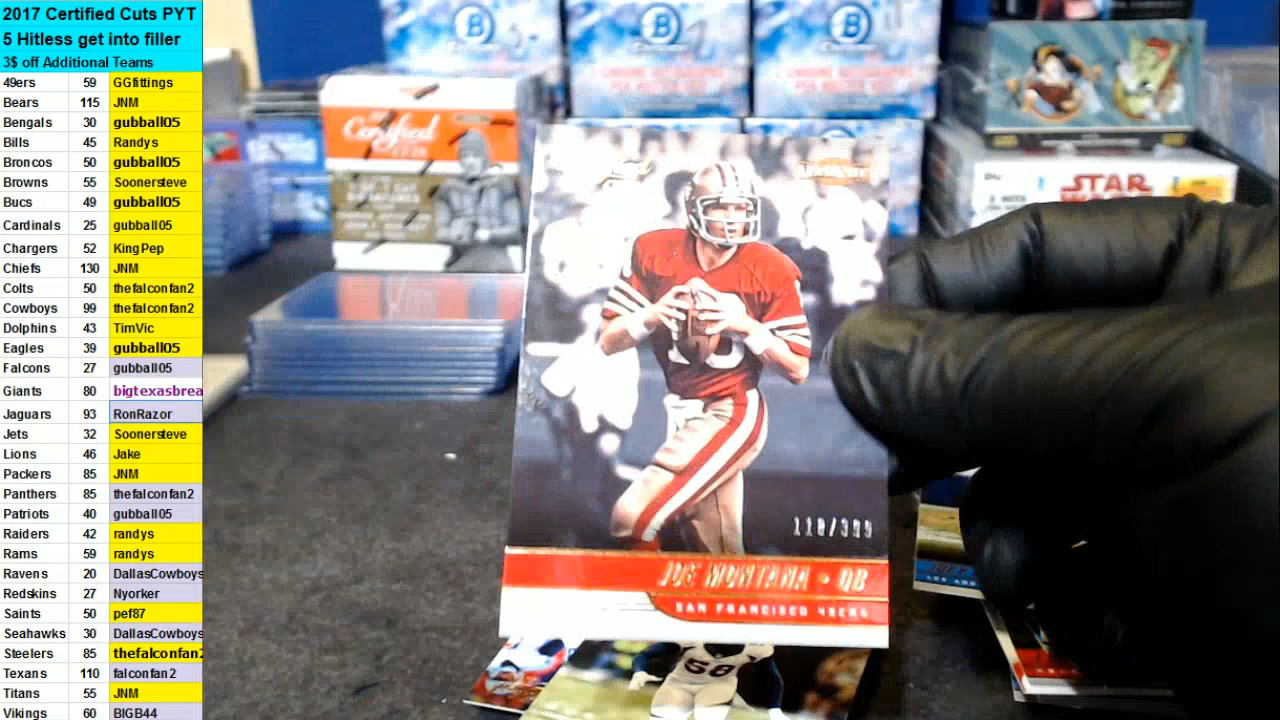 2017 Certified Cuts PYT
5 Hitless get into filler
3$ off Additional Teams
49ers 59 GGfittings
Bears 115 JNM
Bengals 30 gubball05
Bills 45 Randys
Broncos 50 gubball05
Browns 55 Soonersteve
Bucs 49 gubball05
Cardinals 25 gubball05
Chargers 52 KingPep
Chiefs 130 JNM
Colts 50 thefalconfan2
Cowboys 99 thefalconfan2
Dolphins 43 TimVic
Eagles 39 gubball05
Falcons 27 gubball05
Giants 80 bigtexasbrea
Jaguars 93 RonRazor
Jets 32 Soonersteve
Lions 46 Jake
Packers 85 JNM
Panthers 85 thefalconfan2
Patriots 40 gubball05
Raiders 42 randys
Rams 59 randys
Ravens 20 DallasCowboys
Redskins 27 Nyorker
Saints 50 pef87
Seahawks 30 DallasCowboys
Steelers 85 thefalconfan2
Texans 110 falconfan2
Titans 55 JNM
Vikings 60 BIGB44
Certified
B
B
B
STAR
WARS
JOE MONTANA • QB
SAN FRANCISCO 49ERS
58